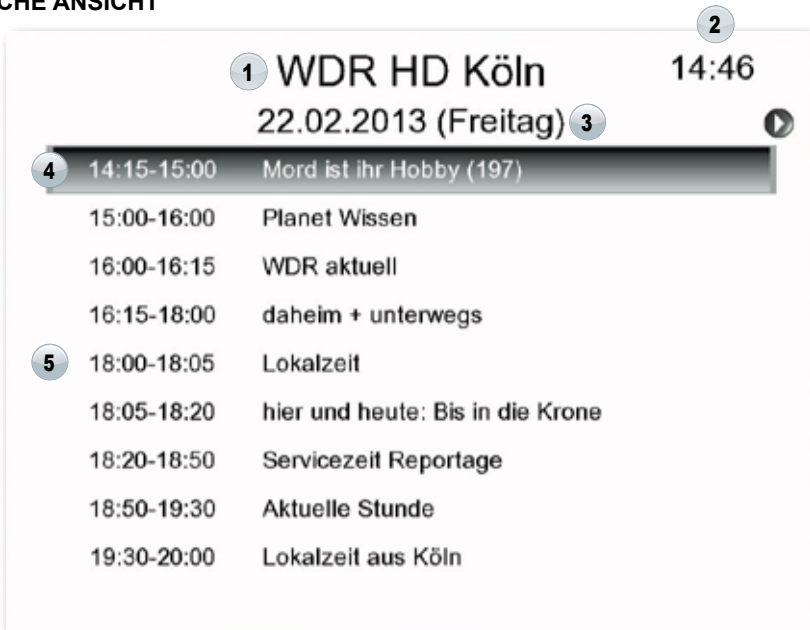 CHE ANSICHT
2
1 WDR HD Köln 14:46
22.02.2013 (Freitag) 3
4 14:15-15:00 Mord ist ihr Hobby (197)
15:00-16:00 Planet Wissen
16:00-16:15 WDR aktuell
16:15-18:00 daheim + unterwegs
5 18:00-18:05 Lokalzeit
18:05-18:20 hier und heute: Bis in die Krone
18:20-18:50 Servicezeit Reportage
18:50-19:30 Aktuelle Stunde
19:30-20:00 Lokalzeit aus Köln